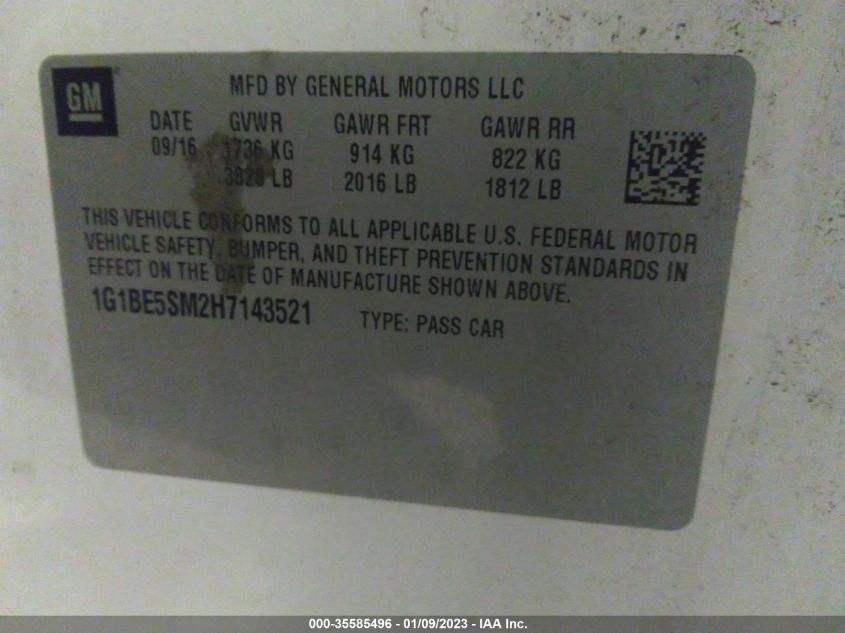 GM
MFD BY GENERAL MOTORS LLC
DATE GVWR GAWR FRT GAWR RR
09/16 1736 KG 914 KG 822 KG
3828 LB 2016 LB 1812 LB
THIS VEHICLE CONFORMS TO ALL APPLICABLE U.S. FEDERAL MOTOR
VEHICLE SAFETY, BUMPER, AND THEFT PREVENTION STANDARDS IN
EFFECT ON THE DATE OF MANUFACTURE SHOWN ABOVE.
1G1BE5SM2H7143521 TYPE: PASS CAR
000-35585496 - 01/09/2023 - IAA Inc.